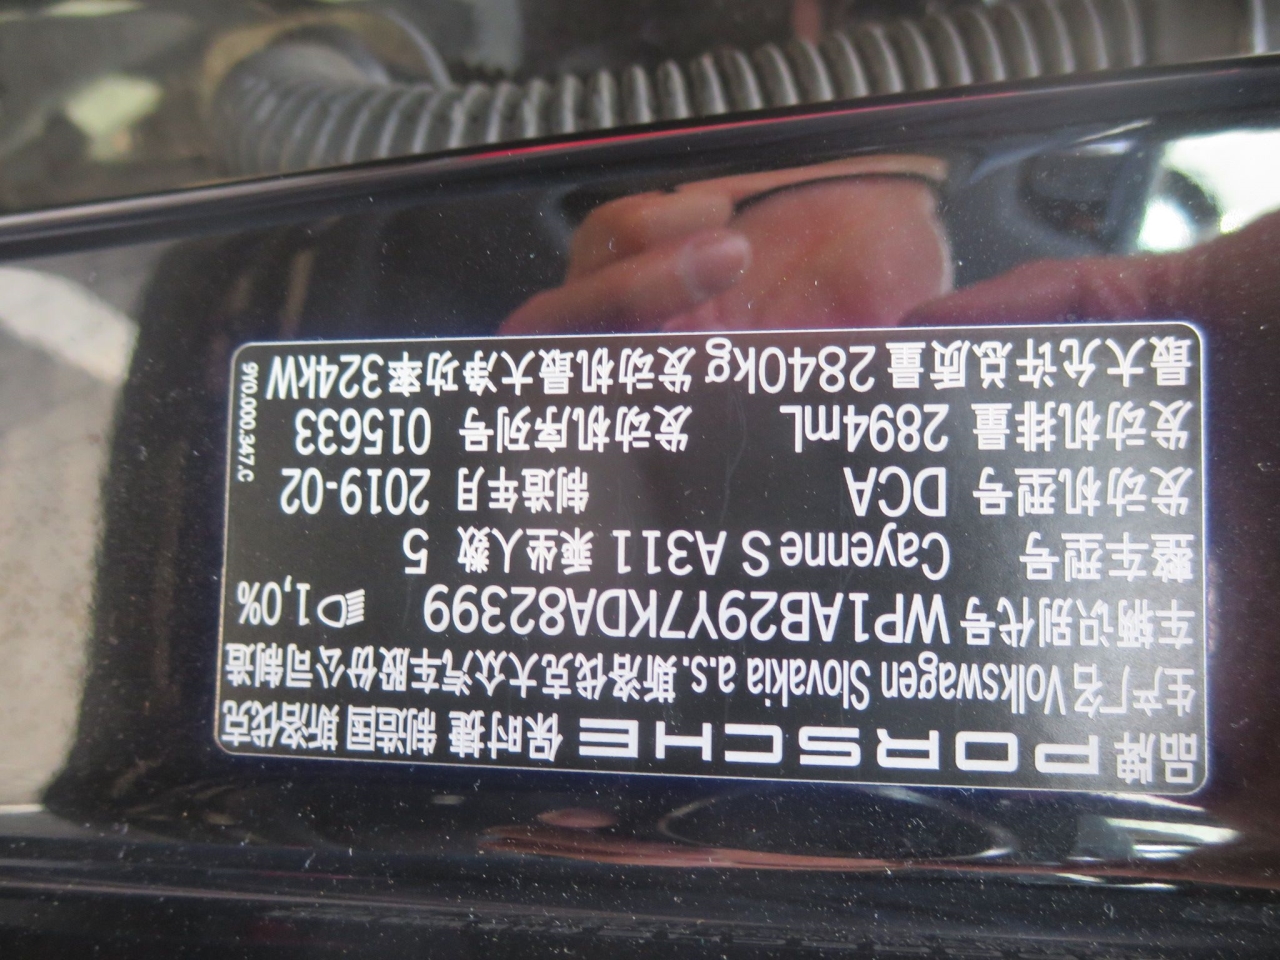 品牌 PORSCHE 保时捷 制造国 斯洛伐克
生产厂名 Volkswagen Slovakia a.s. 斯洛伐克大众汽车股份公司制造
车辆识别代号 WP1AB29Y7KDA82399 1,0%
整车型号 Cayenne S A311 乘坐人数 5
发动机型号 DCA 制造年月 2019-02
发动机排量 2894mL 发动机序列号 015633
最大允许总质量 2840kg 发动机最大净功率 324kW
9Y0.000.347.C